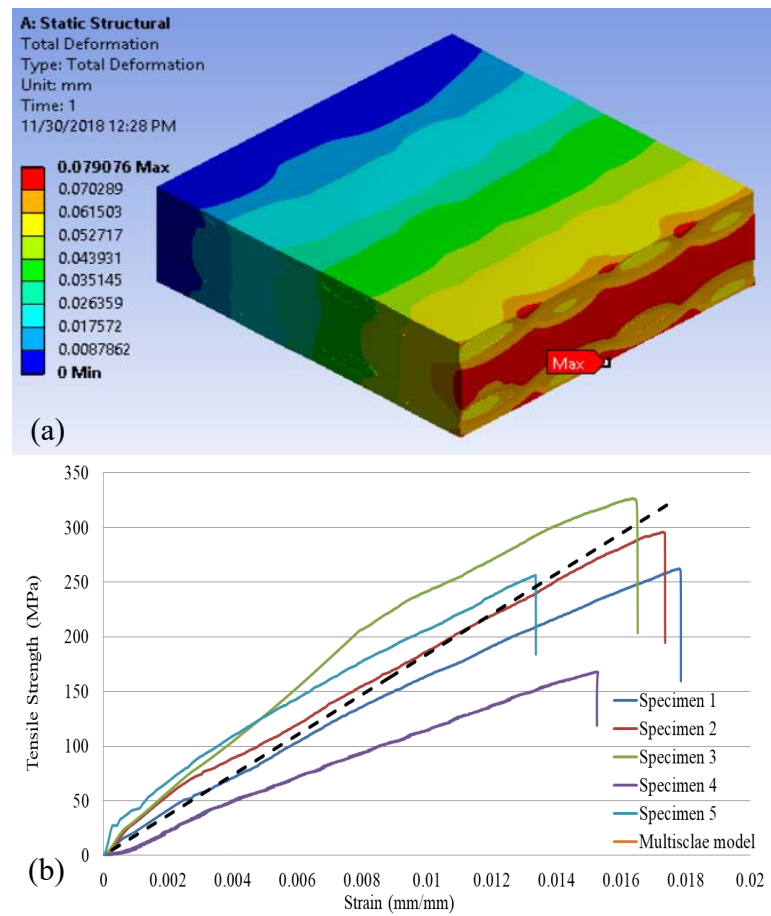 A: Static Structural
Total Deformation
Type: Total Deformation
Unit: mm
Time: 1
11/30/2018 12:28 PM
0.079076 Max
0.070289
0.061503
0.052717
0.043931
0.035145
0.026359
0.017572
0.0087862
0 Min
Max
(a)
350
300
250
200
150
100
50
0
Tensile Strength (MPa)
Specimen 1
Specimen 2
Specimen 3
Specimen 4
Specimen 5
Multisclae model
(b)
0 0.002 0.004 0.006 0.008 0.01 0.012 0.014 0.016 0.018 0.02
Strain (mm/mm)